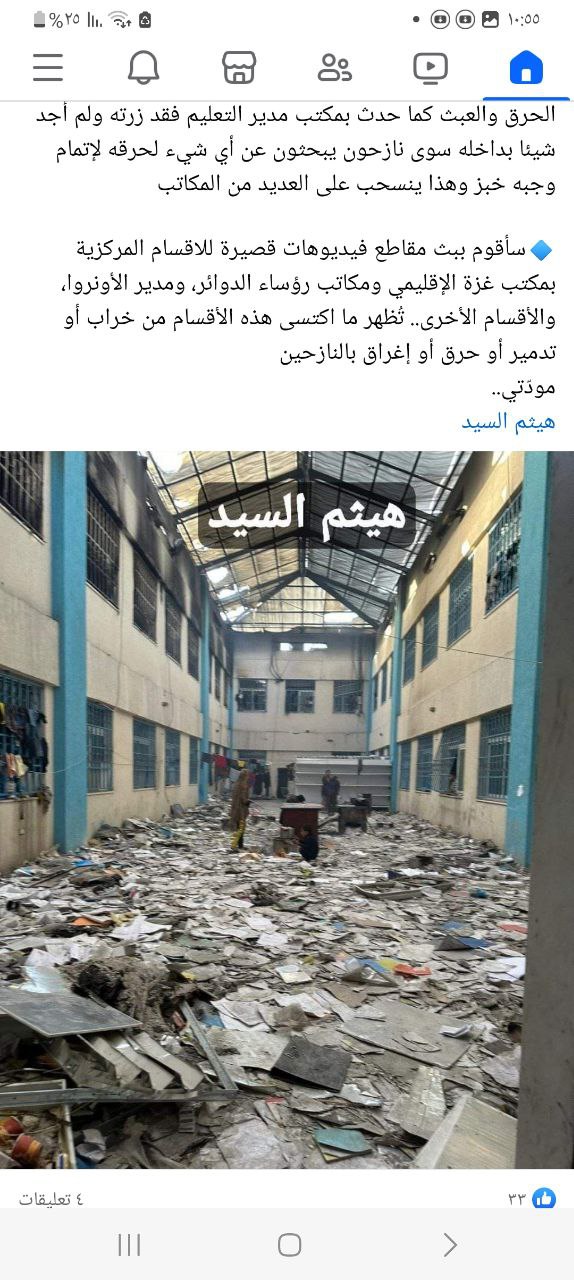 %٢٥
١٠:٥٥
الحرق والعبث كما حدث بمكتب مدير التعليم فقد زرته ولم أجد
شيئا بداخله سوى نازحون يبحثون عن أي شيء لحرقه لإتمام
وجبه خبز وهذا ينسحب على العديد من المكاتب
🔷 سأقوم ببث مقاطع فيديوهات قصيرة للاقسام المركزية
بمكتب غزة الإقليمي ومكاتب رؤساء الدوائر، ومدير الأونروا،
والأقسام الأخرى.. تُظهر ما اكتسى هذه الأقسام من خراب أو
تدمير أو حرق أو إغراق بالنازحين
مودّتي..
هيثم السيد
هيثم السيد
٣٣
٤ تعليقات